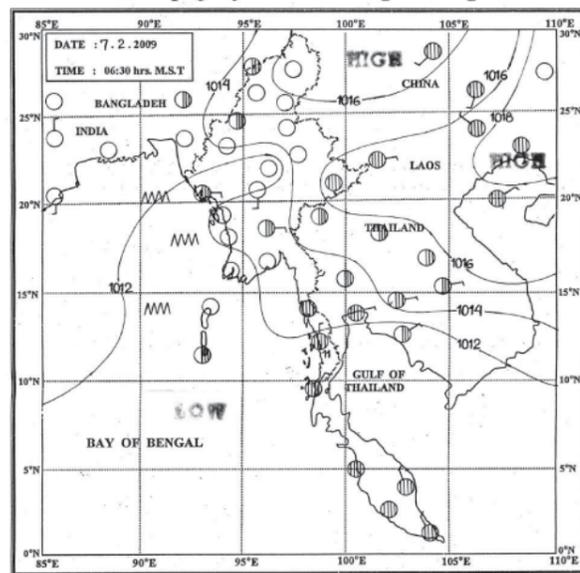 85°E 90°E 95°E 100°E 105°E 110°E
30°N 30°N
DATE : 7.2.2009
TIME : 06:30 hrs. M.S.T
HIGH
CHINA
1014
1016
1016
BANGLADEH
1018
25°N 25°N
INDIA
HIGH
LAOS
20°N 20°N
THAILAND
1016
15°N 15°N
1012
1014
1012
GULF OF
THAILAND
10°N 10°N
LOW
BAY OF BENGAL
5°N 5°N
0°N 0°N
85°E 90°E 95°E 100°E 105°E 110°E